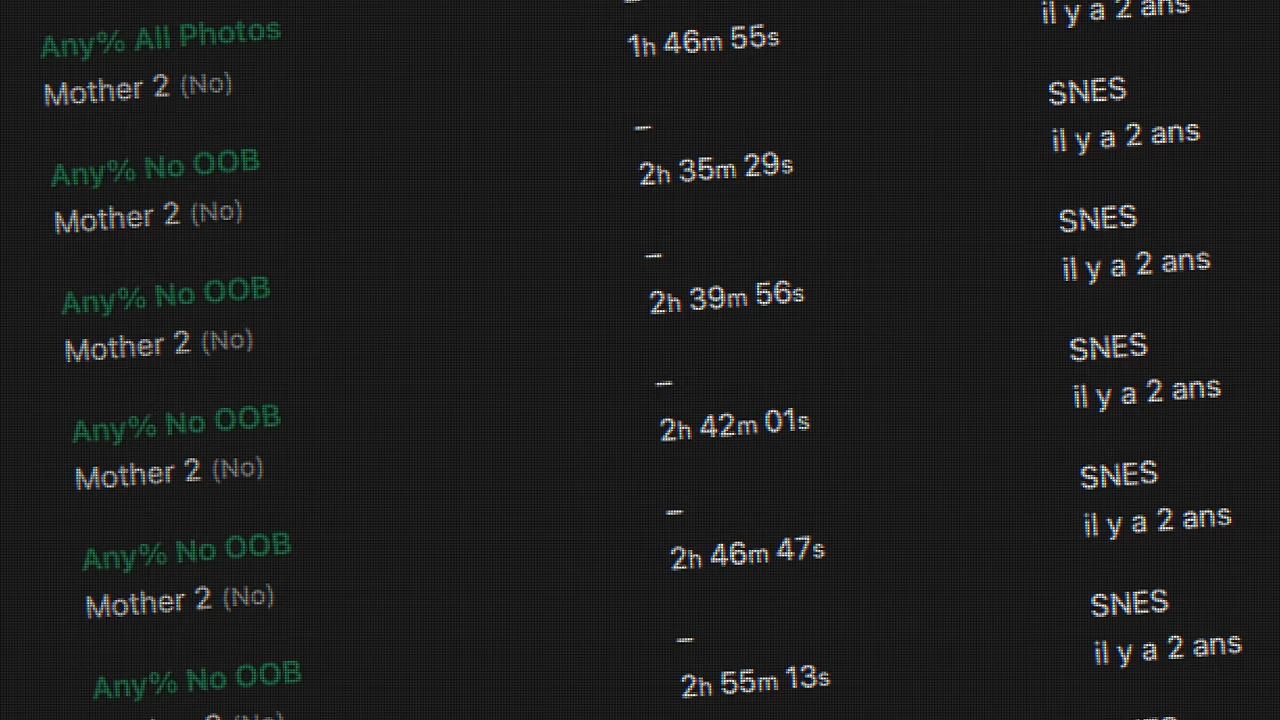 il y a 2 ans
Any% All Photos
1h 46m 55s
Mother 2 (No)
SNES
—
il y a 2 ans
Any% No OOB
2h 35m 29s
Mother 2 (No)
SNES
—
il y a 2 ans
Any% No OOB
2h 39m 56s
Mother 2 (No)
SNES
—
il y a 2 ans
Any% No OOB
2h 42m 01s
Mother 2 (No)
SNES
—
il y a 2 ans
Any% No OOB
2h 46m 47s
Mother 2 (No)
SNES
—
il y a 2 ans
Any% No OOB
2h 55m 13s